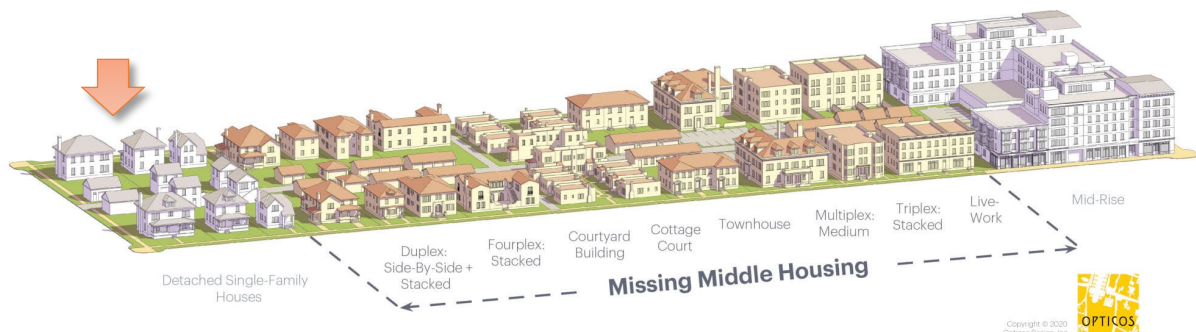 Detached Single-Family
Houses
Duplex:
Side-By-Side +
Stacked
Fourplex:
Stacked
Courtyard
Building
Cottage
Court
Townhouse
Multiplex:
Medium
Triplex:
Stacked
Live-
Work
Mid-Rise
Missing Middle Housing
Copyright © 2020
OPTICOS